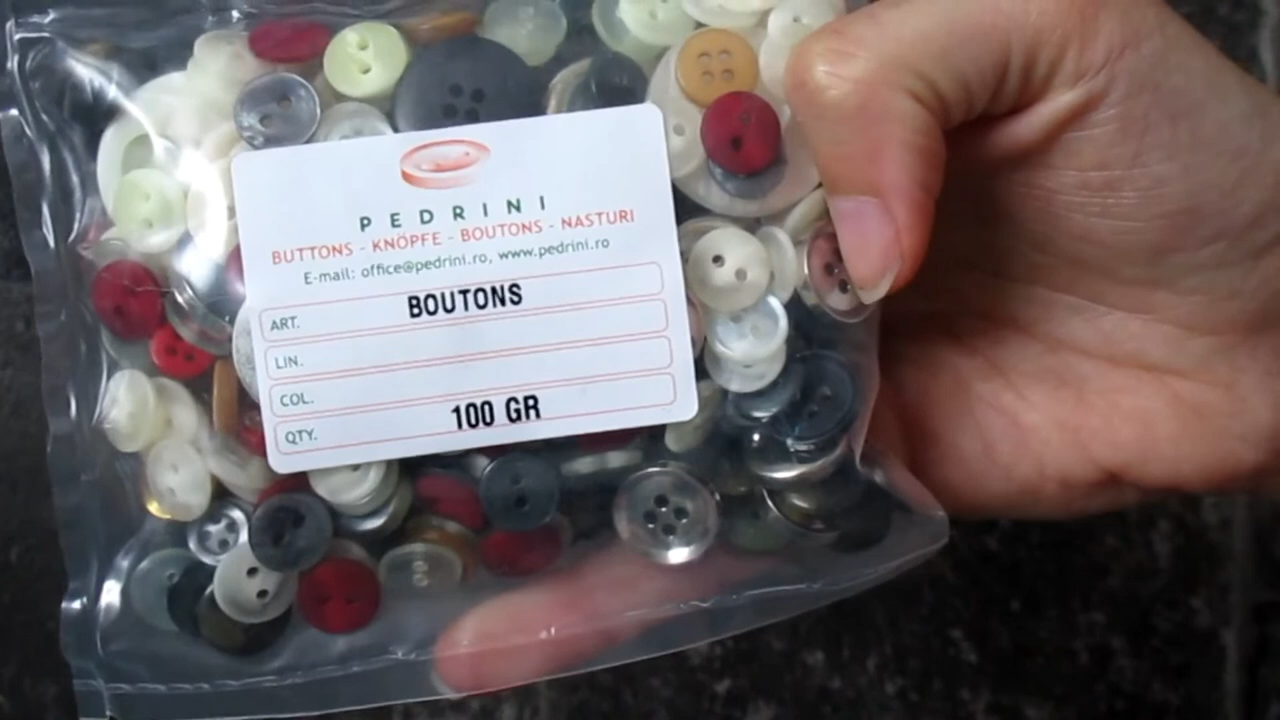 PEDRINI
BUTTONS - KNÖPFE - BOUTONS - NASTURI
E-mail: office@pedrini.ro, www.pedrini.ro
ART. BOUTONS
LIN.
COL.
QTY. 100 GR